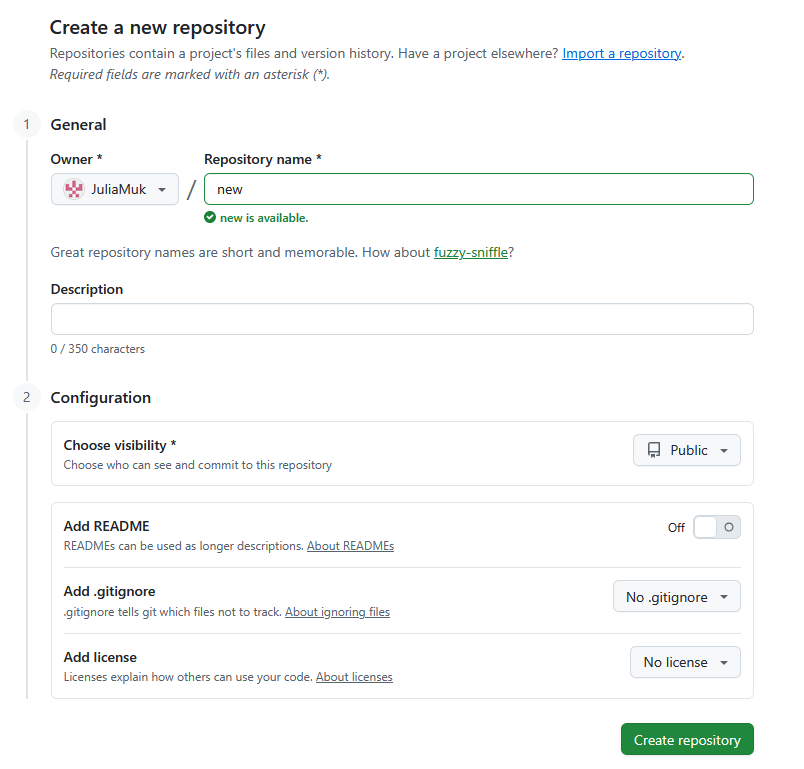 Create a new repository
Repositories contain a project's files and version history. Have a project elsewhere? Import a repository.
Required fields are marked with an asterisk (*).
1 General
Owner * Repository name *
JuliaMuk / new
new is available.
Great repository names are short and memorable. How about fuzzy-sniffle?
Description
0 / 350 characters
2 Configuration
Choose visibility *
Choose who can see and commit to this repository
Public
Add README
READMEs can be used as longer descriptions. About READMEs
Off
Add .gitignore
.gitignore tells git which files not to track. About ignoring files
No .gitignore
Add license
Licenses explain how others can use your code. About licenses
No license
Create repository